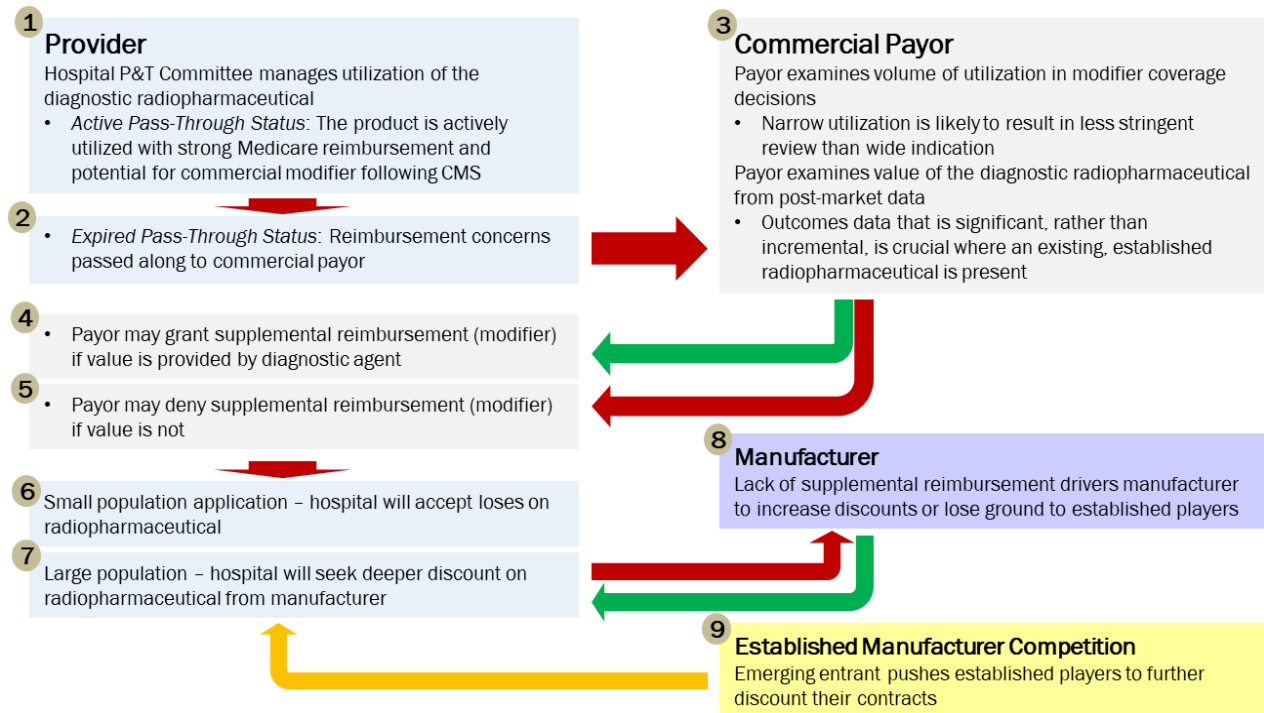 1
Provider
Hospital P&T Committee manages utilization of the
diagnostic radiopharmaceutical
• Active Pass-Through Status: The product is actively
utilized with strong Medicare reimbursement and
potential for commercial modifier following CMS
2
• Expired Pass-Through Status: Reimbursement concerns
passed along to commercial payor
3
Commercial Payor
Payor examines volume of utilization in modifier coverage
decisions
• Narrow utilization is likely to result in less stringent
review than wide indication
Payor examines value of the diagnostic radiopharmaceutical
from post-market data
• Outcomes data that is significant, rather than
incremental, is crucial where an existing, established
radiopharmaceutical is present
4
• Payor may grant supplemental reimbursement (modifier)
if value is provided by diagnostic agent
5
• Payor may deny supplemental reimbursement (modifier)
if value is not
6
Small population application – hospital will accept loses on
radiopharmaceutical
7
Large population – hospital will seek deeper discount on
radiopharmaceutical from manufacturer
8
Manufacturer
Lack of supplemental reimbursement drivers manufacturer
to increase discounts or lose ground to established players
9
Established Manufacturer Competition
Emerging entrant pushes established players to further
discount their contracts